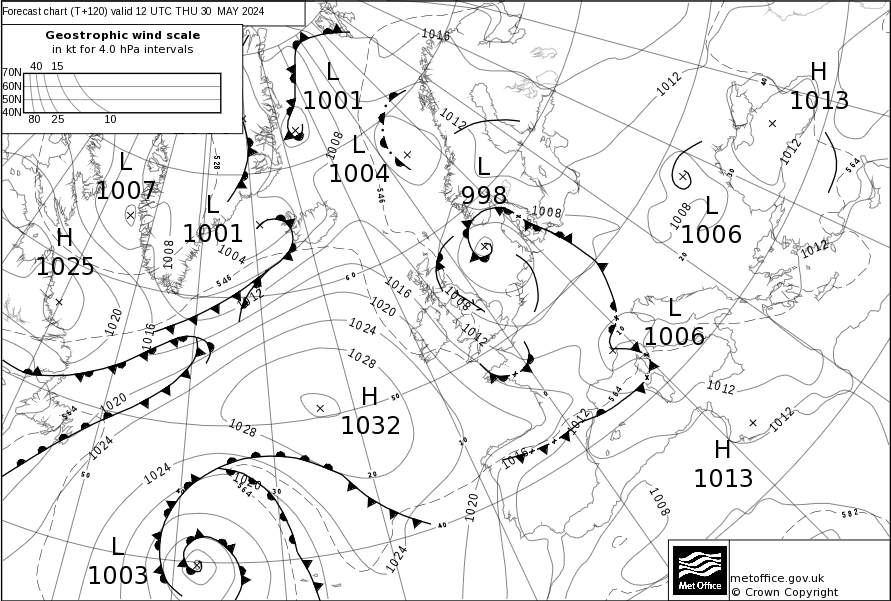 Forecast chart (T+120) valid 12 UTC THU 30 MAY 2024
Geostrophic wind scale
in kt for 4.0 hPa intervals
40 15
70N
60N
50N
40N
80 25 10
1016
L
1001
H
1013
1012
40
1012
1008
L
1004
1012
564
528
L
1007
546
L
998
30
L
1001
1008
1008
L
1006
H
1025
1008
1004
1012
20
546
60
1016
1012
1008
1020
L
1006
1020
1016
1024
1012
10
1028
1020
564
H
1032
50
0
564
1012
1012
1012
1024
1028
10
H
1013
1016
50
1024
20
1020
564
40
30
1020
1008
582
40
L
1003
1024
Met Office
metoffice.gov.uk
© Crown Copyright